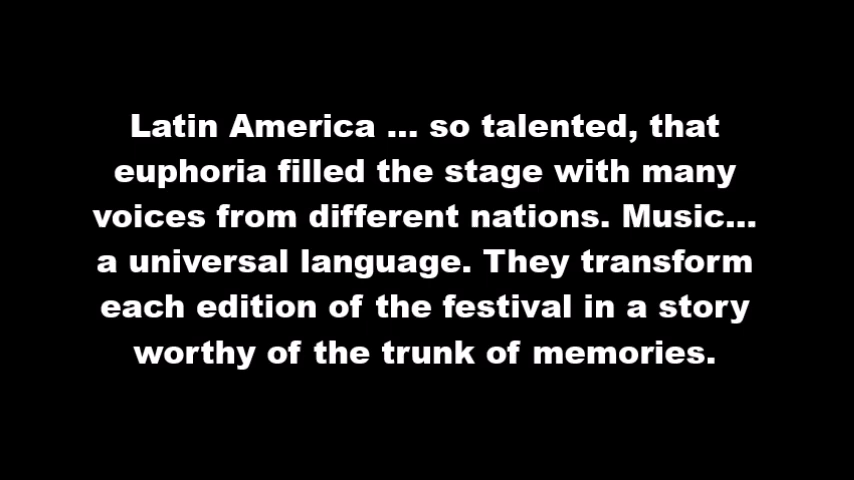 Latin America ... so talented, that
euphoria filled the stage with many
voices from different nations. Music...
a universal language. They transform
each edition of the festival in a story
worthy of the trunk of memories.